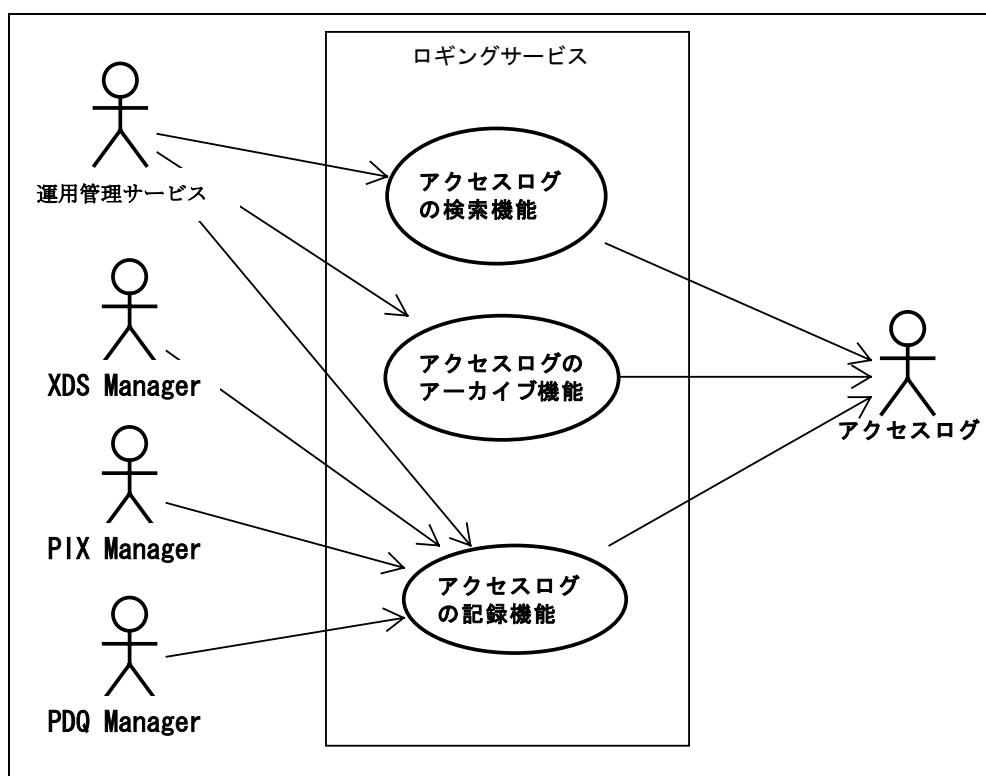 ロギングサービス
運用管理サービス
アクセスログ
の検索機能
XDS Manager
アクセスログの
アーカイブ機能
アクセスログ
PIX Manager
アクセスログ
の記録機能
PDQ Manager